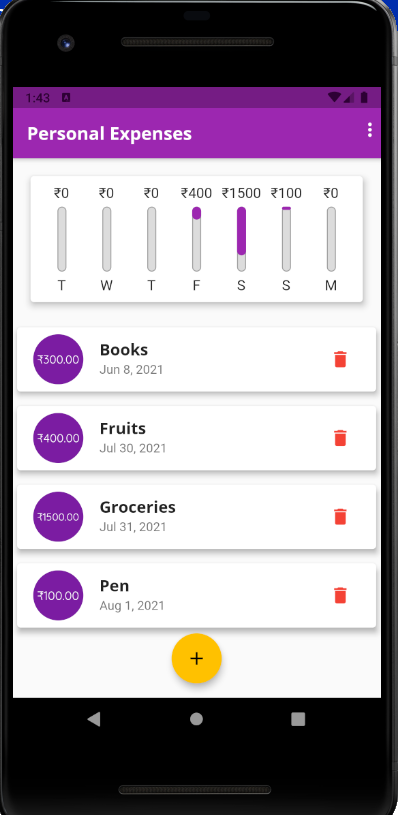 1:43
Personal Expenses
₹0 ₹0 ₹0 ₹400 ₹1500 ₹100 ₹0
T W T F S S M
₹300.00
Books
Jun 8, 2021
₹400.00
Fruits
Jul 30, 2021
₹1500.00
Groceries
Jul 31, 2021
₹100.00
Pen
Aug 1, 2021
+